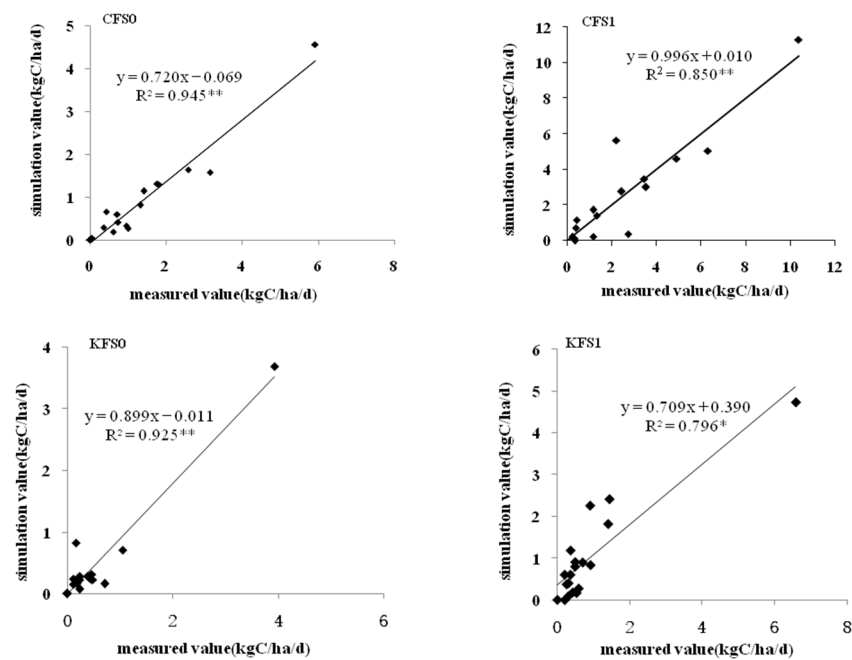 CFS0
5
4
3
2
1
0
simulation value(kgC/ha/d)
y = 0.720x − 0.069
R² = 0.945**
0 2 4 6 8
measured value(kgC/ha/d)
CFS1
12
10
8
6
4
2
0
simulation value(kgC/ha/d)
y = 0.996x + 0.010
R² = 0.850**
0 2 4 6 8 10 12
measured value(kgC/ha/d)
KFS0
4
3
2
1
0
simulation value(kgC/ha/d)
y = 0.899x − 0.011
R² = 0.925**
0 2 4 6
measured value(kgC/ha/d)
KFS1
6
5
4
3
2
1
0
simulation value(kgC/ha/d)
y = 0.709x + 0.390
R² = 0.796*
0 2 4 6 8
measured value(kgC/ha/d)